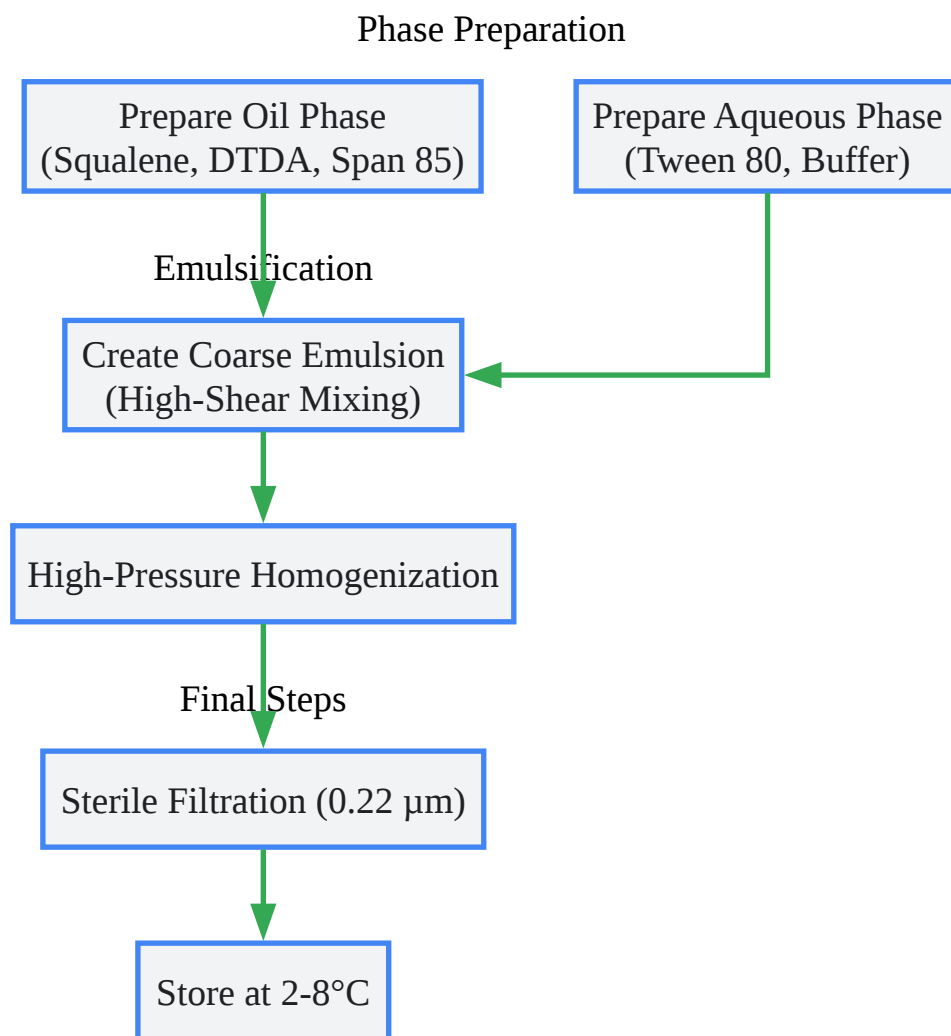 Phase Preparation
Prepare Oil Phase
(Squalene, DTDA, Span 85)
Prepare Aqueous Phase
(Tween 80, Buffer)
Emulsification
Create Coarse Emulsion
(High-Shear Mixing)
High-Pressure Homogenization
Final Steps
Sterile Filtration (0.22 µm)
Store at 2-8°C